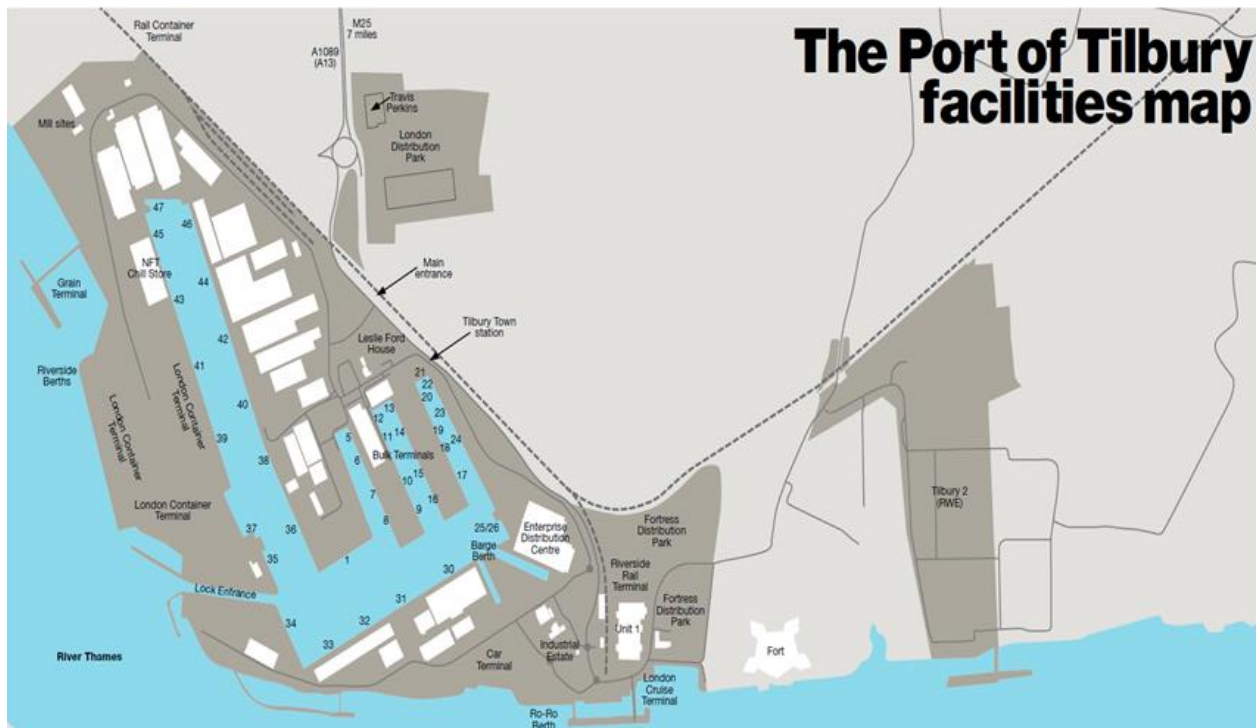 The Port of Tilbury
facilities map
Rail Container
Terminal
M25
7 miles
A1089
(A13)
Travis
Perkins
London
Distribution
Park
Mill sites
47
45
46
NFT
Chill Store
43
44
Grain
Terminal
Main
entrance
42
Tilbury Town
station
Leslie Ford
House
Riverside
Berths
41
London Container
Terminal
London Container
Terminal
40
39
38
21
22
20
13
12
11
14
23
19
24
18
5
6
Bulk Terminals
17
15
10
7
16
9
8
London Container
Terminal
37
36
35
1
25/26
Barge
Berth
Enterprise
Distribution
Centre
Fortress
Distribution
Park
Tilbury 2
(RWE)
Riverside
Rail
Terminal
30
31
32
33
34
Lock Entrance
Fortress
Distribution
Park
Unit 1
Industrial
Estate
Car
Terminal
Fort
River Thames
London
Cruise
Terminal
Ro-Ro
Berth